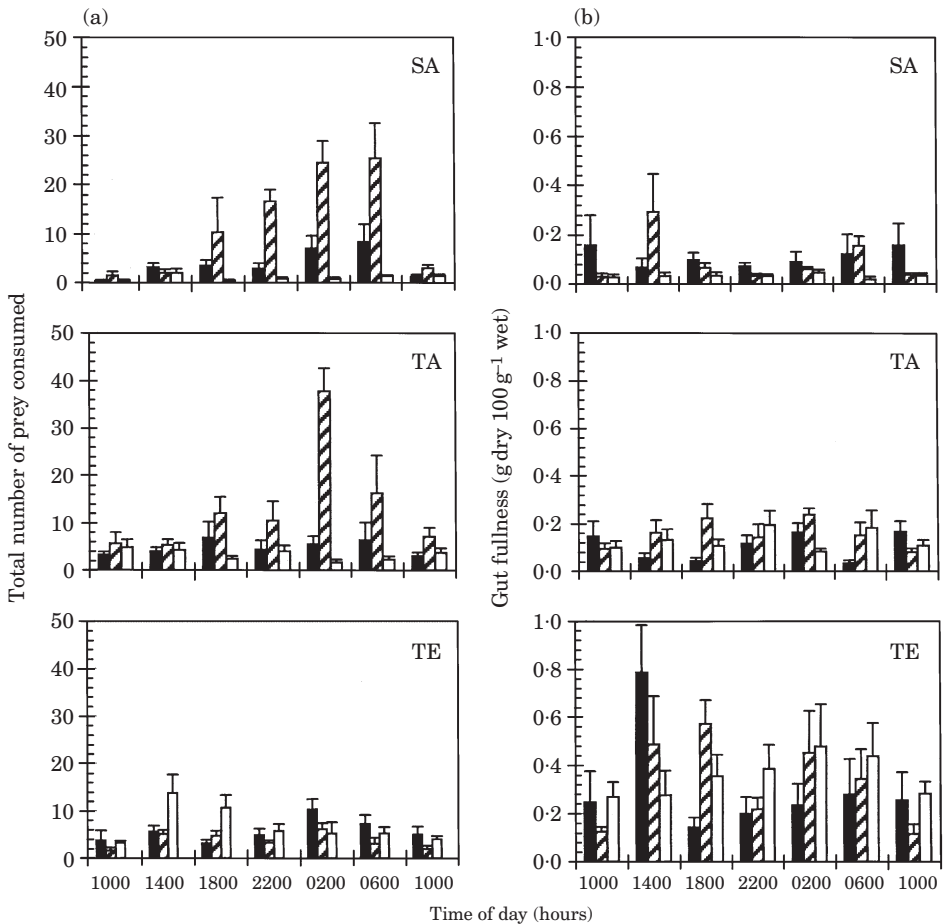 (a)
Total number of prey consumed
50
40
30
20
10
0
SA
50
40
30
20
10
0
TA
50
40
30
20
10
0
TE
1000 1400 1800 2200 0200 0600 1000
(b)
Gut fullness (g dry 100 g⁻¹ wet)
1·0
0·8
0·6
0·4
0·2
0·0
SA
1·0
0·8
0·6
0·4
0·2
0·0
TA
1·0
0·8
0·6
0·4
0·2
0·0
TE
1000 1400 1800 2200 0200 0600 1000
Time of day (hours)